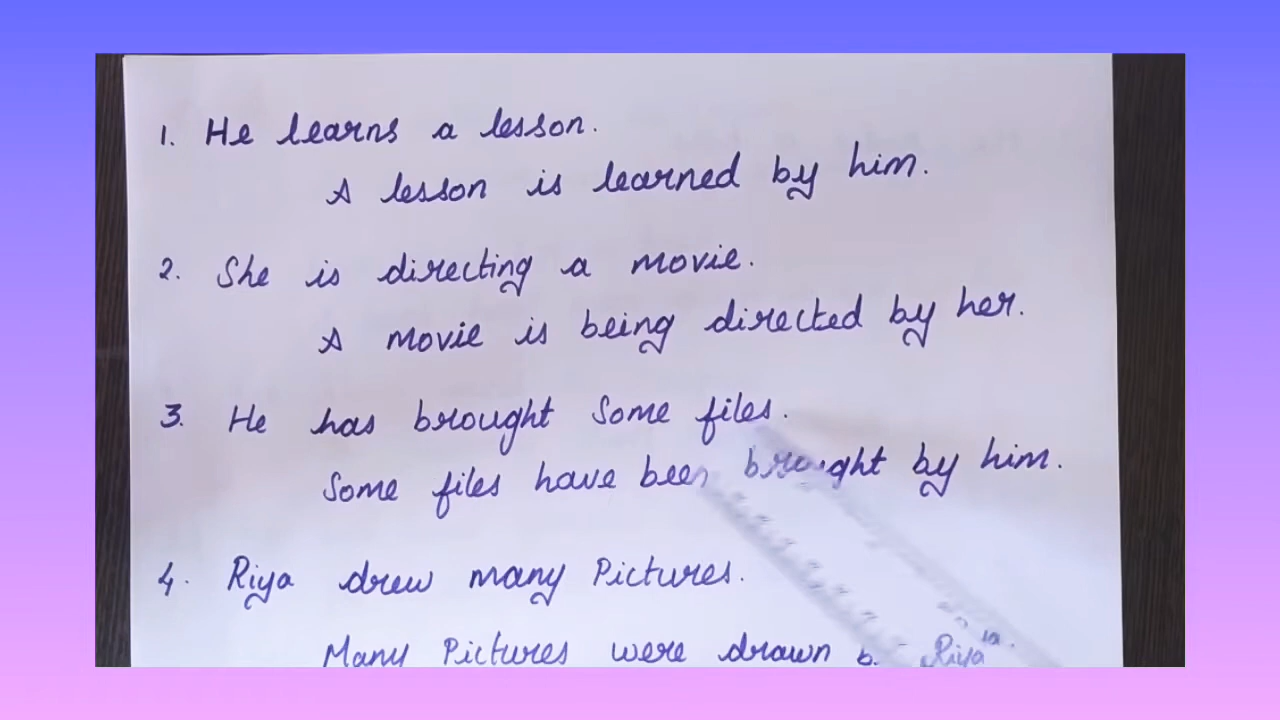 1. He learns a lesson.
A lesson is learned by him.
2. She is directing a movie.
A movie is being directed by her.
3. He has brought Some files.
Some files have been brought by him.
4. Riya drew many Pictures.
Many Pictures were drawn Riya